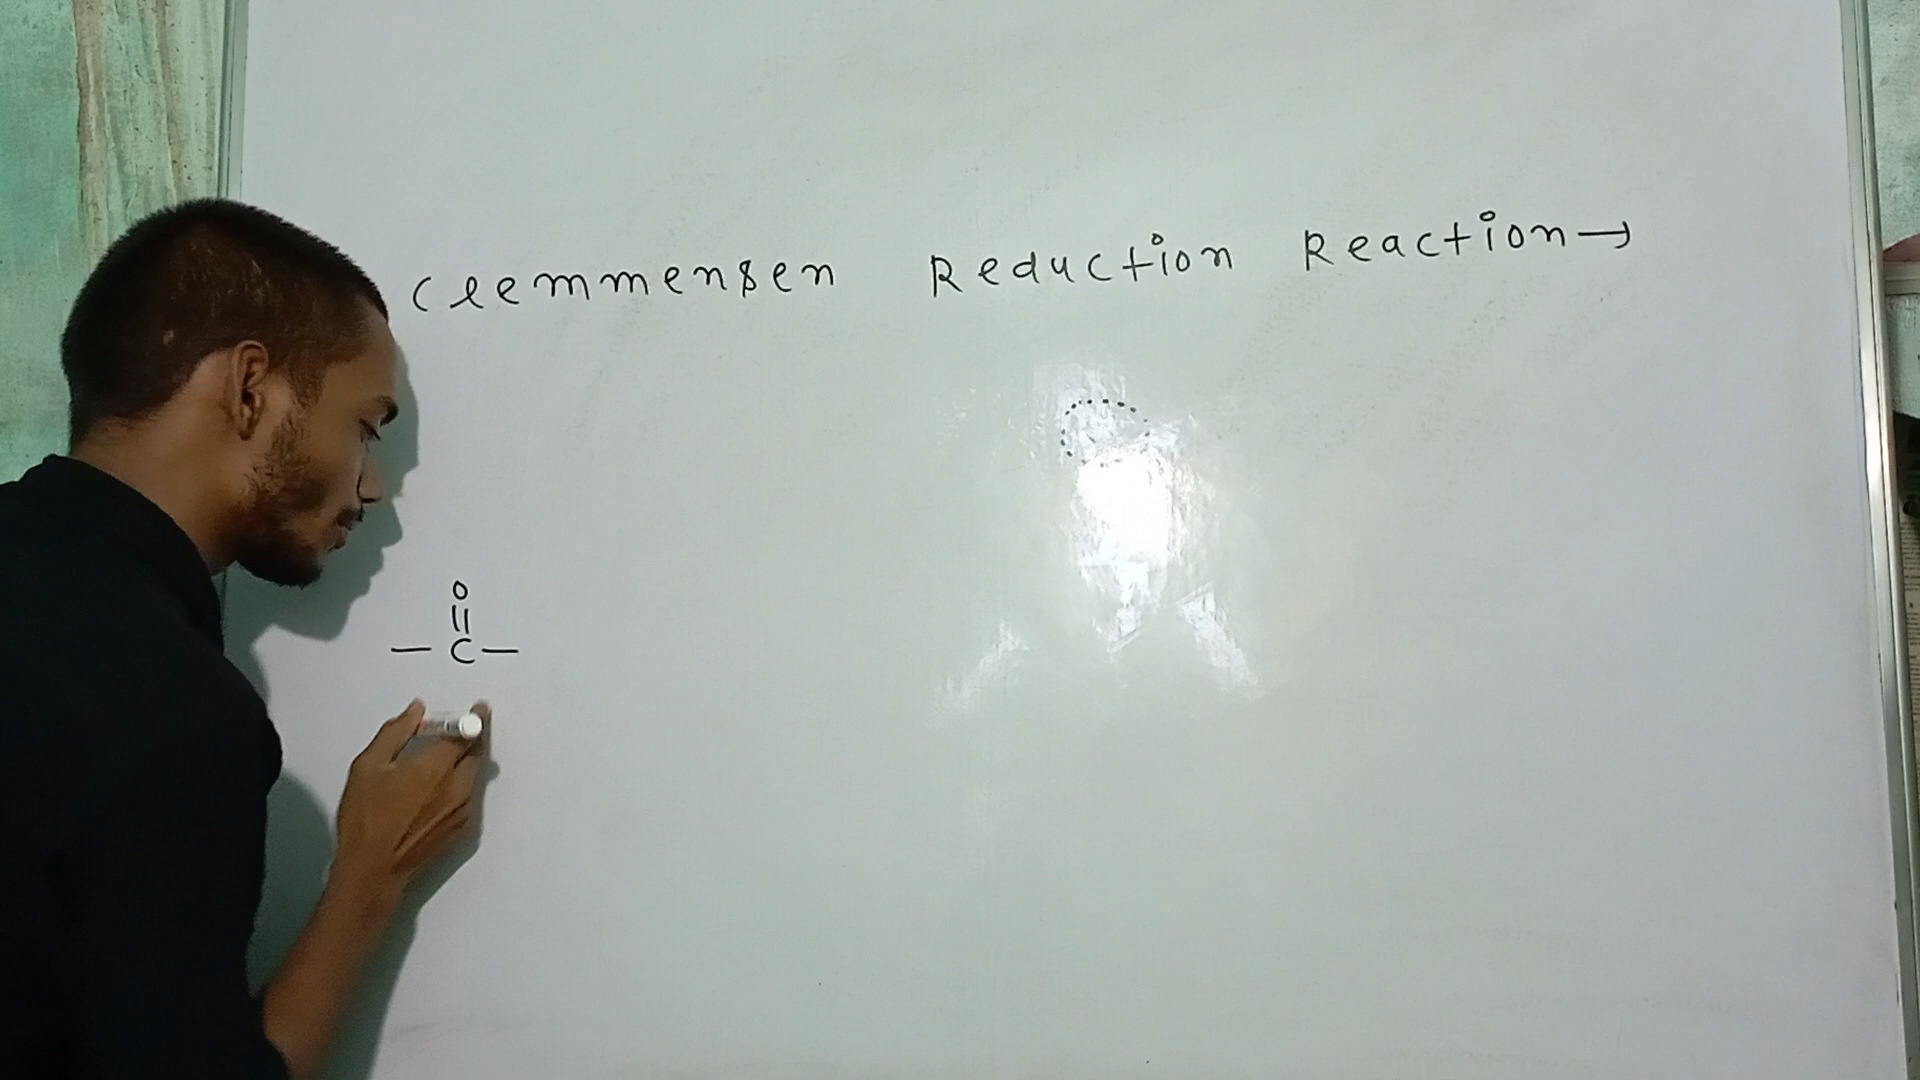 Clemmensen Reduction Reaction →
O
||
— C —